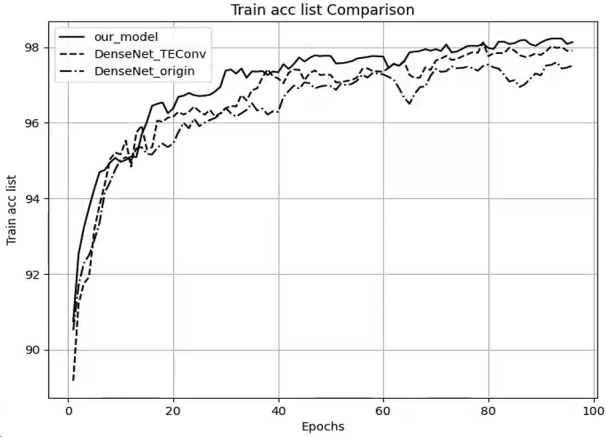 Train acc list Comparison
our_model
DenseNet_TEConv
DenseNet_origin
Train acc list
98
96
94
92
90
0 20 40 60 80 100
Epochs